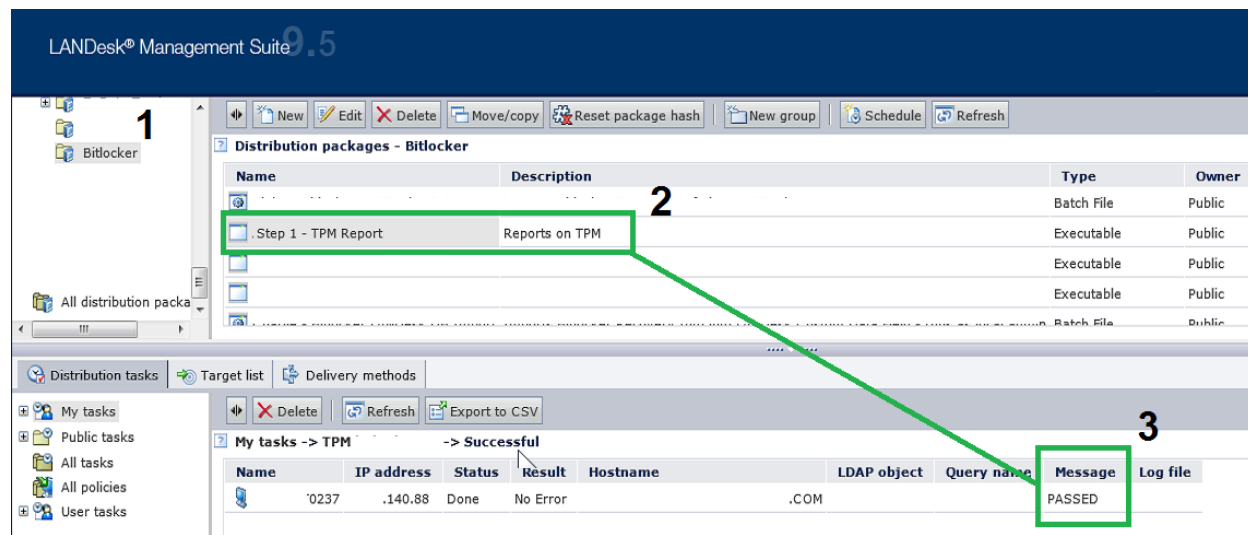 LANDesk® Management Suite 9.5
1
Bitlocker
All distribution packa
New Edit Delete Move/copy Reset package hash New group Schedule Refresh
Distribution packages - Bitlocker
Name Description Type Owner
2
Batch File Public
. Step 1 - TPM Report Reports on TPM Executable Public
Executable Public
Executable Public
Batch File Public
Distribution tasks Target list Delivery methods
My tasks
Public tasks
All tasks
All policies
User tasks
Delete Refresh Export to CSV
My tasks -> TPM -> Successful
3
Name IP address Status Result Hostname LDAP object Query name Message Log file
0237 .140.88 Done No Error .COM PASSED